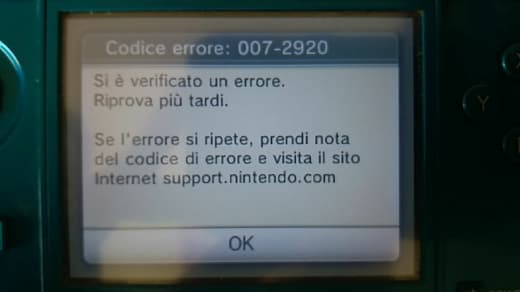 Codice errore: 007-2920
Si è verificato un errore.
Riprova più tardi.
Se l'errore si ripete, prendi nota
del codice di errore e visita il sito
Internet support.nintendo.com
OK
Y